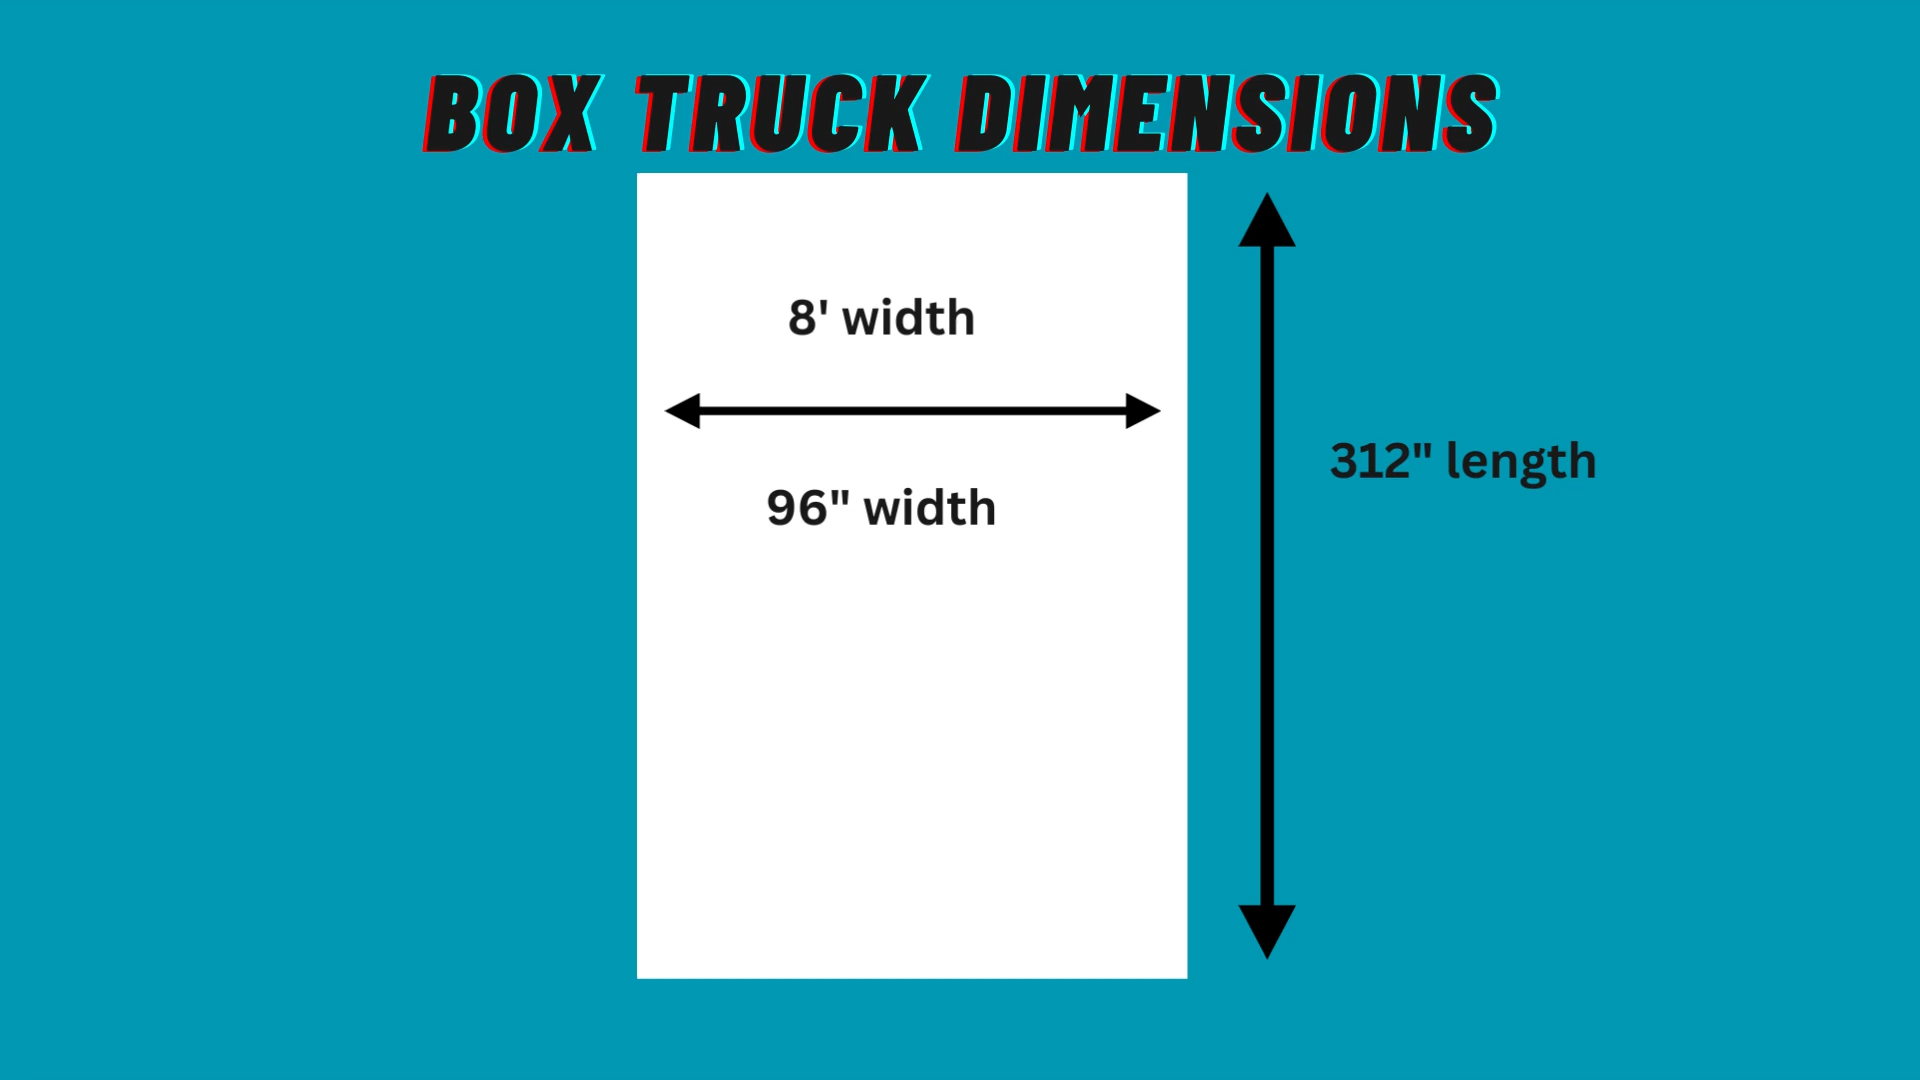 BOX TRUCK DIMENSIONS
8' width
96" width
312" length